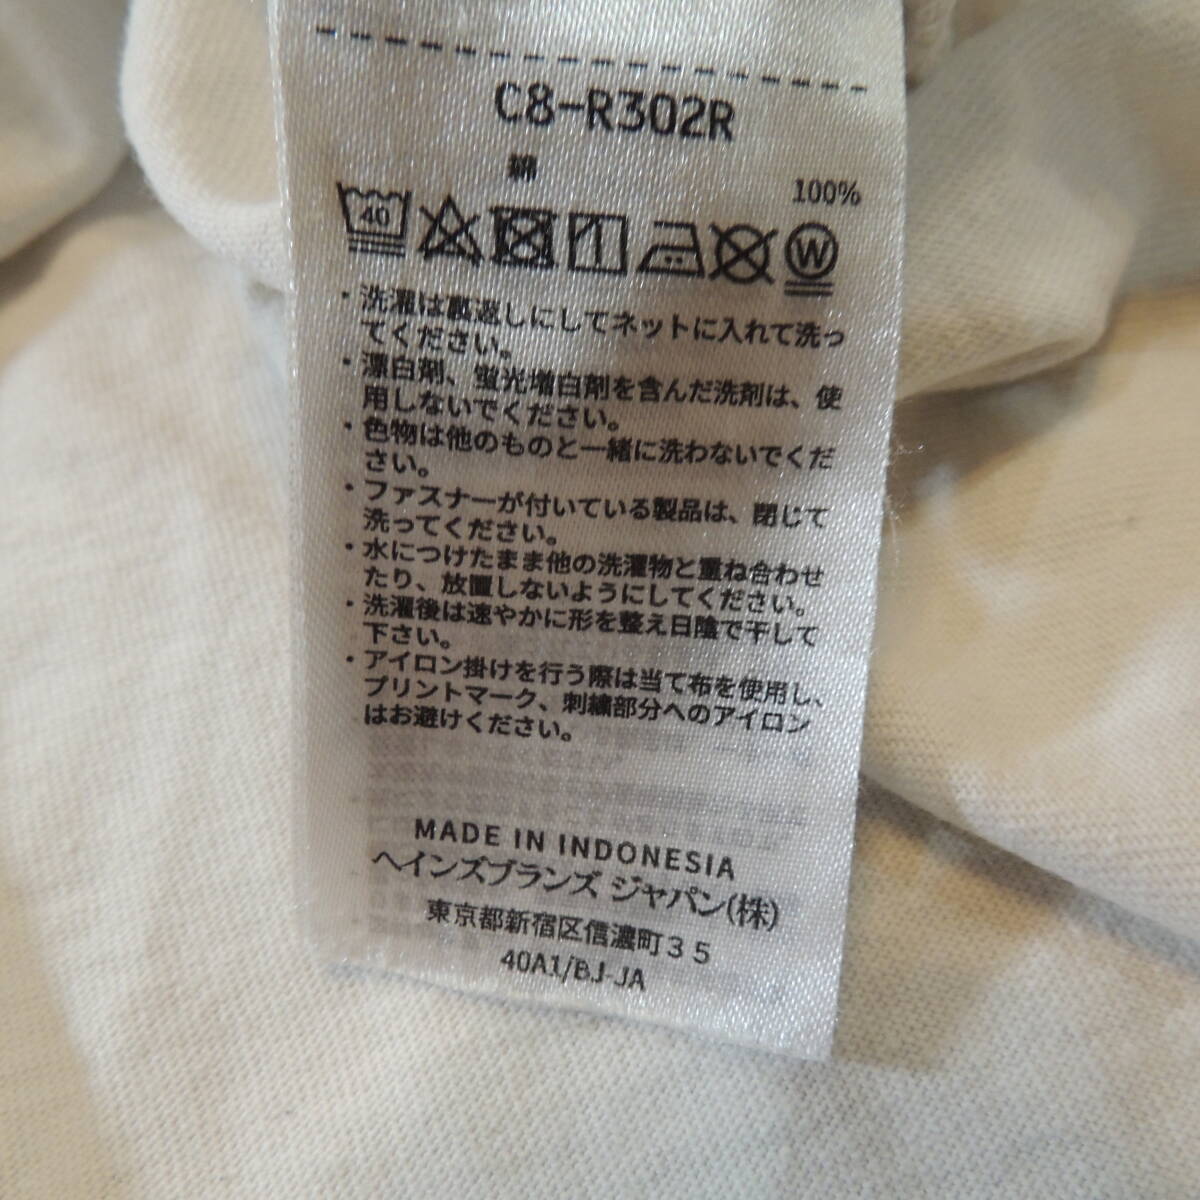 C8-R302R
綿
100%
40
W
・洗濯は裏返しにしてネットに入れて洗っ
てください。
・漂白剤、蛍光増白剤を含んだ洗剤は、使
用しないでください。
・色物は他のものと一緒に洗わないでくだ
さい。
・ファスナーが付いている製品は、閉じて
洗ってください。
・水につけたまま他の洗濯物と重ね合わせ
たり、放置しないようにしてください。
・洗濯後は速やかに形を整え日陰で干して
下さい。
・アイロン掛けを行う際は当て布を使用し、
プリントマーク、刺繍部分へのアイロン
はお避けください。
MADE IN INDONESIA
ヘインズブランズ ジャパン(株)
東京都新宿区信濃町35
40A1/BJ-JA